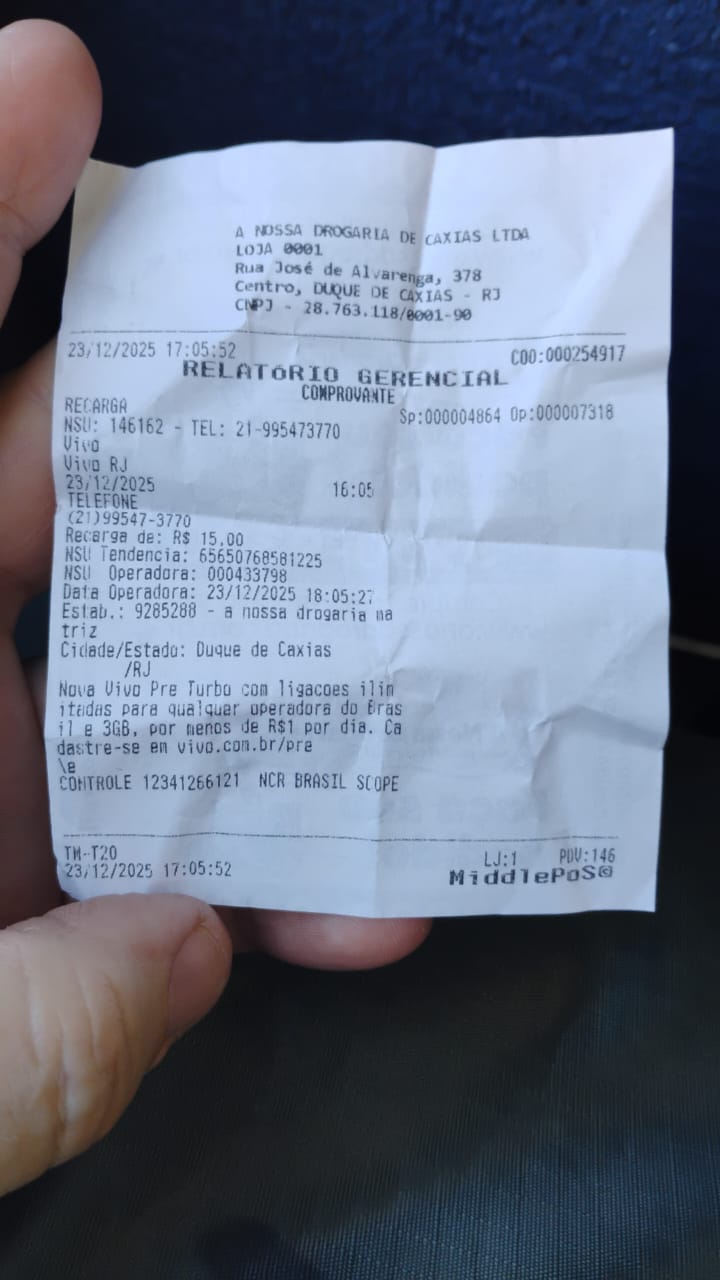 A NOSSA DROGARIA DE CAXIAS LTDA
LOJA 0001
Rua José de Alvarenga, 378
Centro, DUQUE DE CAXIAS - RJ
CNPJ - 28.763.118/0001-90
23/12/2025 17:05:52 COO:000254917
RELATÓRIO GERENCIAL
COMPROVANTE
RECARGA Sp:000004864 Op:000007318
NSU: 146162 - TEL: 21-995473770
Vivo
Vivo RJ
23/12/2025 16:05
TELEFONE
(21)99547-3770
Recarga de: R$ 15,00
NSU Tendencia: 65650768581225
NSU Operadora: 000433798
Data Operadora: 23/12/2025 18:05:27
Estab.: 9285288 - a nossa drogaria ma
triz
Cidade/Estado: Duque de Caxias
/RJ
Nova Vivo Pre Turbo com ligacoes ilim
itadas para qualquer operadora do Bras
il e 3GB, por menos de R$1 por dia. Ca
dastre-se em vivo.com.br/pre
\e
CONTROLE 12341266121 NCR BRASIL SCOPE
TM-T20 LJ:1 PDV:146
23/12/2025 17:05:52 MiddlePoS©